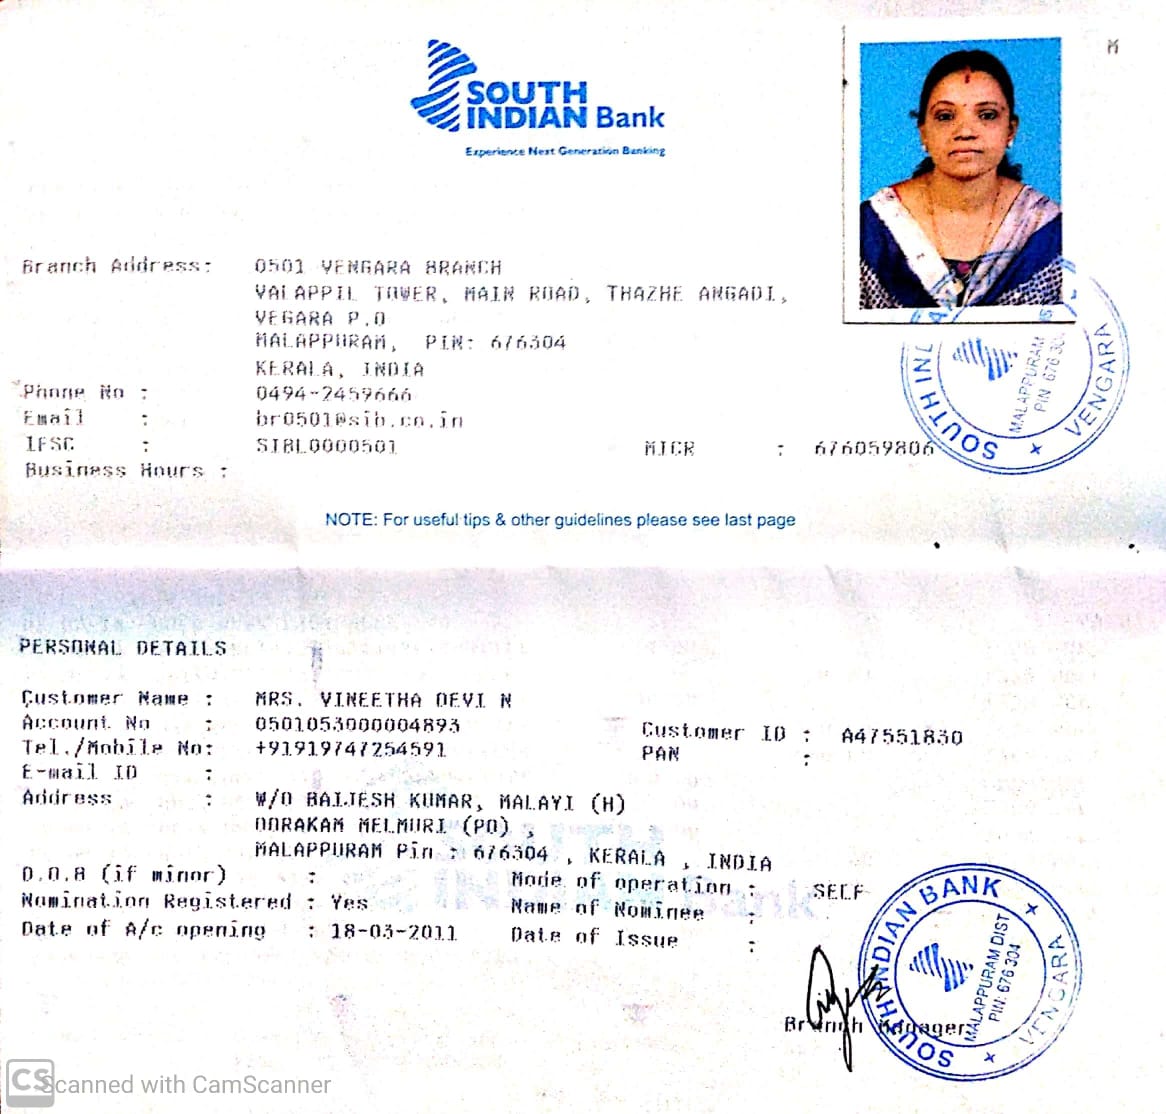 SOUTH
INDIAN Bank
Experience Next Generation Banking
M
Branch Address: 0501 VENGARA BRANCH
VALAPPIL TOWER, MAIN ROAD, THAZHE ANGADI,
VEGARA P.O
MALAPPURAM, PIN: 676304
KERALA, INDIA
Phone No : 0494-2459666
Email : br0501@sib.co.in
IFSC : SIBL0000501 MICR : 676059806
Business Hours :
SOUTH INDIAN
MALAPPURAM DIS
PIN 676 30
VENGARA
NOTE: For useful tips & other guidelines please see last page
PERSONAL DETAILS
Customer Name : MRS. VINEETHA DEVI N
Account No : 0501053000004893 Customer ID : A47551830
Tel./Mobile No: +91919747254591 PAN :
E-mail ID :
Address : W/O BAIJESH KUMAR, MALAYI (H)
OORAKAM MELMURI (PO) ,
MALAPPURAM Pin : 676304 , KERALA , INDIA
D.O.B (if minor) : Mode of operation : SELF
Nomination Registered : Yes Name of Nominee :
Date of A/c opening : 18-03-2011 Date of Issue :
Branch Manager
SOUTH INDIAN BANK
MALAPPURAM DIST
PIN: 676 304
VENGARA
CS Scanned with CamScanner